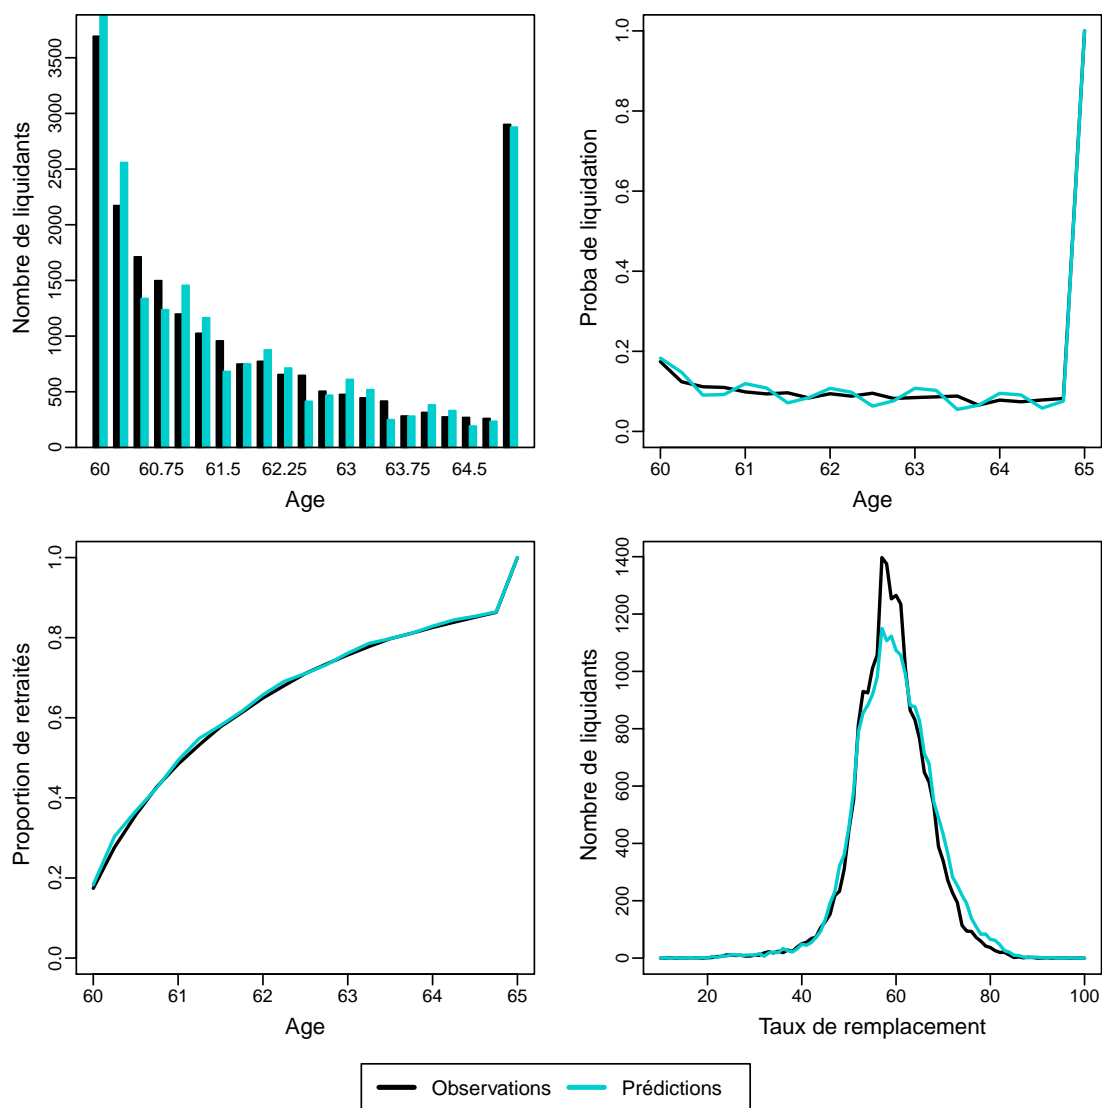 Nombre de liquidants
0 500 1000 1500 2000 2500 3000 3500
60 60.75 61.5 62.25 63 63.75 64.5
Age
Proba de liquidation
0.0 0.2 0.4 0.6 0.8 1.0
60 61 62 63 64 65
Age
Proportion de retraités
0.0 0.2 0.4 0.6 0.8 1.0
60 61 62 63 64 65
Age
Nombre de liquidants
0 200 400 600 800 1000 1200 1400
20 40 60 80 100
Taux de remplacement
Observations Prédictions